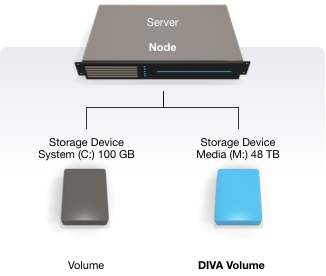 Server
Node
Storage Device
System (C:) 100 GB
Storage Device
Media (M:) 48 TB
Volume
DIVA Volume